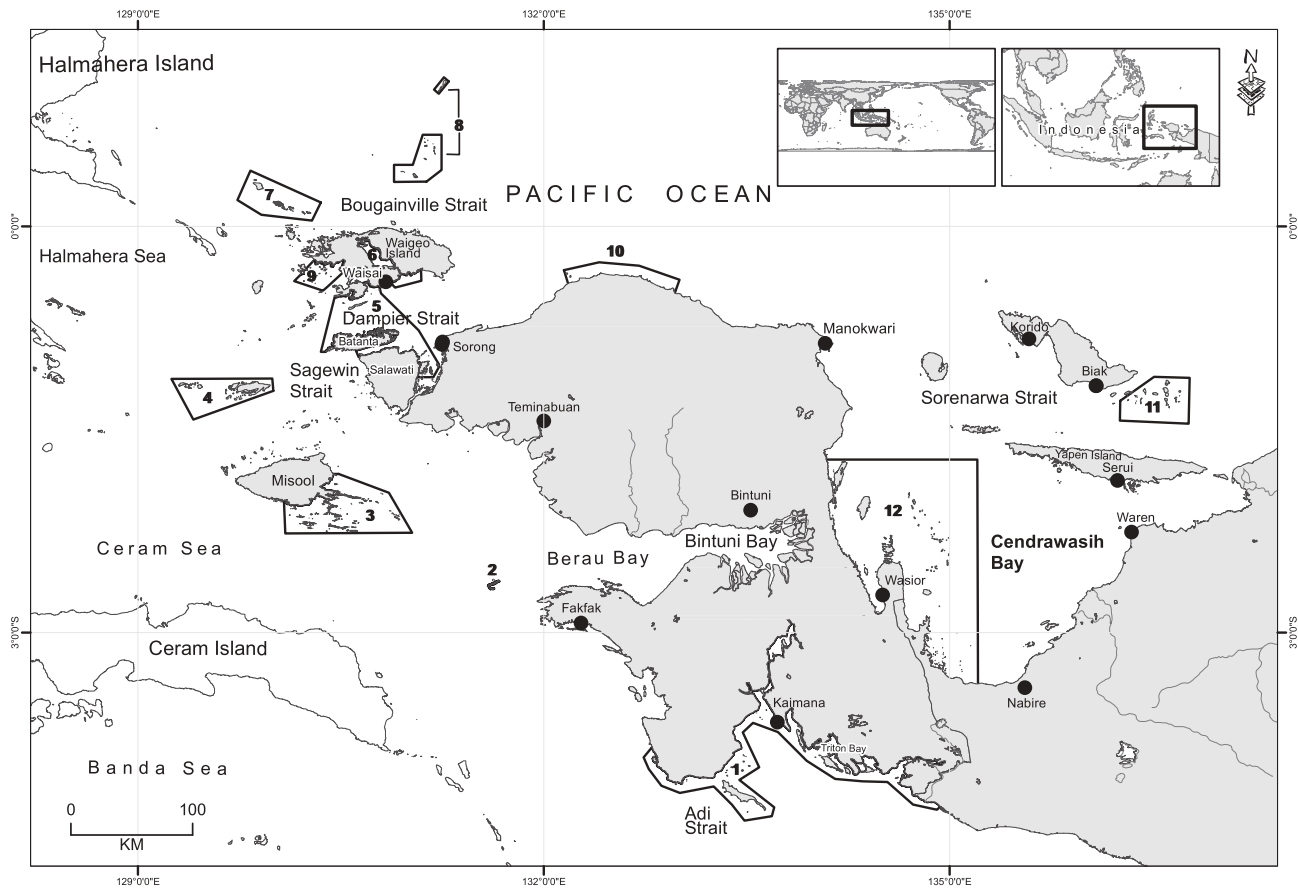 129°0'0"E
132°0'0"E
135°0'0"E
Halmahera Island
N
8
Indonesia
7
PACIFIC OCEAN
Bougainville Strait
0°0'0"
0°0'0"
Halmahera Sea
6
Waigeo
Island
10
9
Waisai
5
Dampier Strait
Batanta
Sorong
Manokwari
Korido
Sagewin
Strait
Salawati
Biak
4
Sorenarwa Strait
11
Teminabuan
Misool
Yapen Island
Serui
3
Bintuni
12
Waren
Ceram Sea
Berau Bay
Bintuni Bay
Cendrawasih
Bay
2
Wasior
Fakfak
3°0'0"S
3°0'0"S
Ceram Island
Kaimana
Nabire
Triton Bay
1
Banda Sea
0
100
KM
Adi
Strait
129°0'0"E
132°0'0"E
135°0'0"E